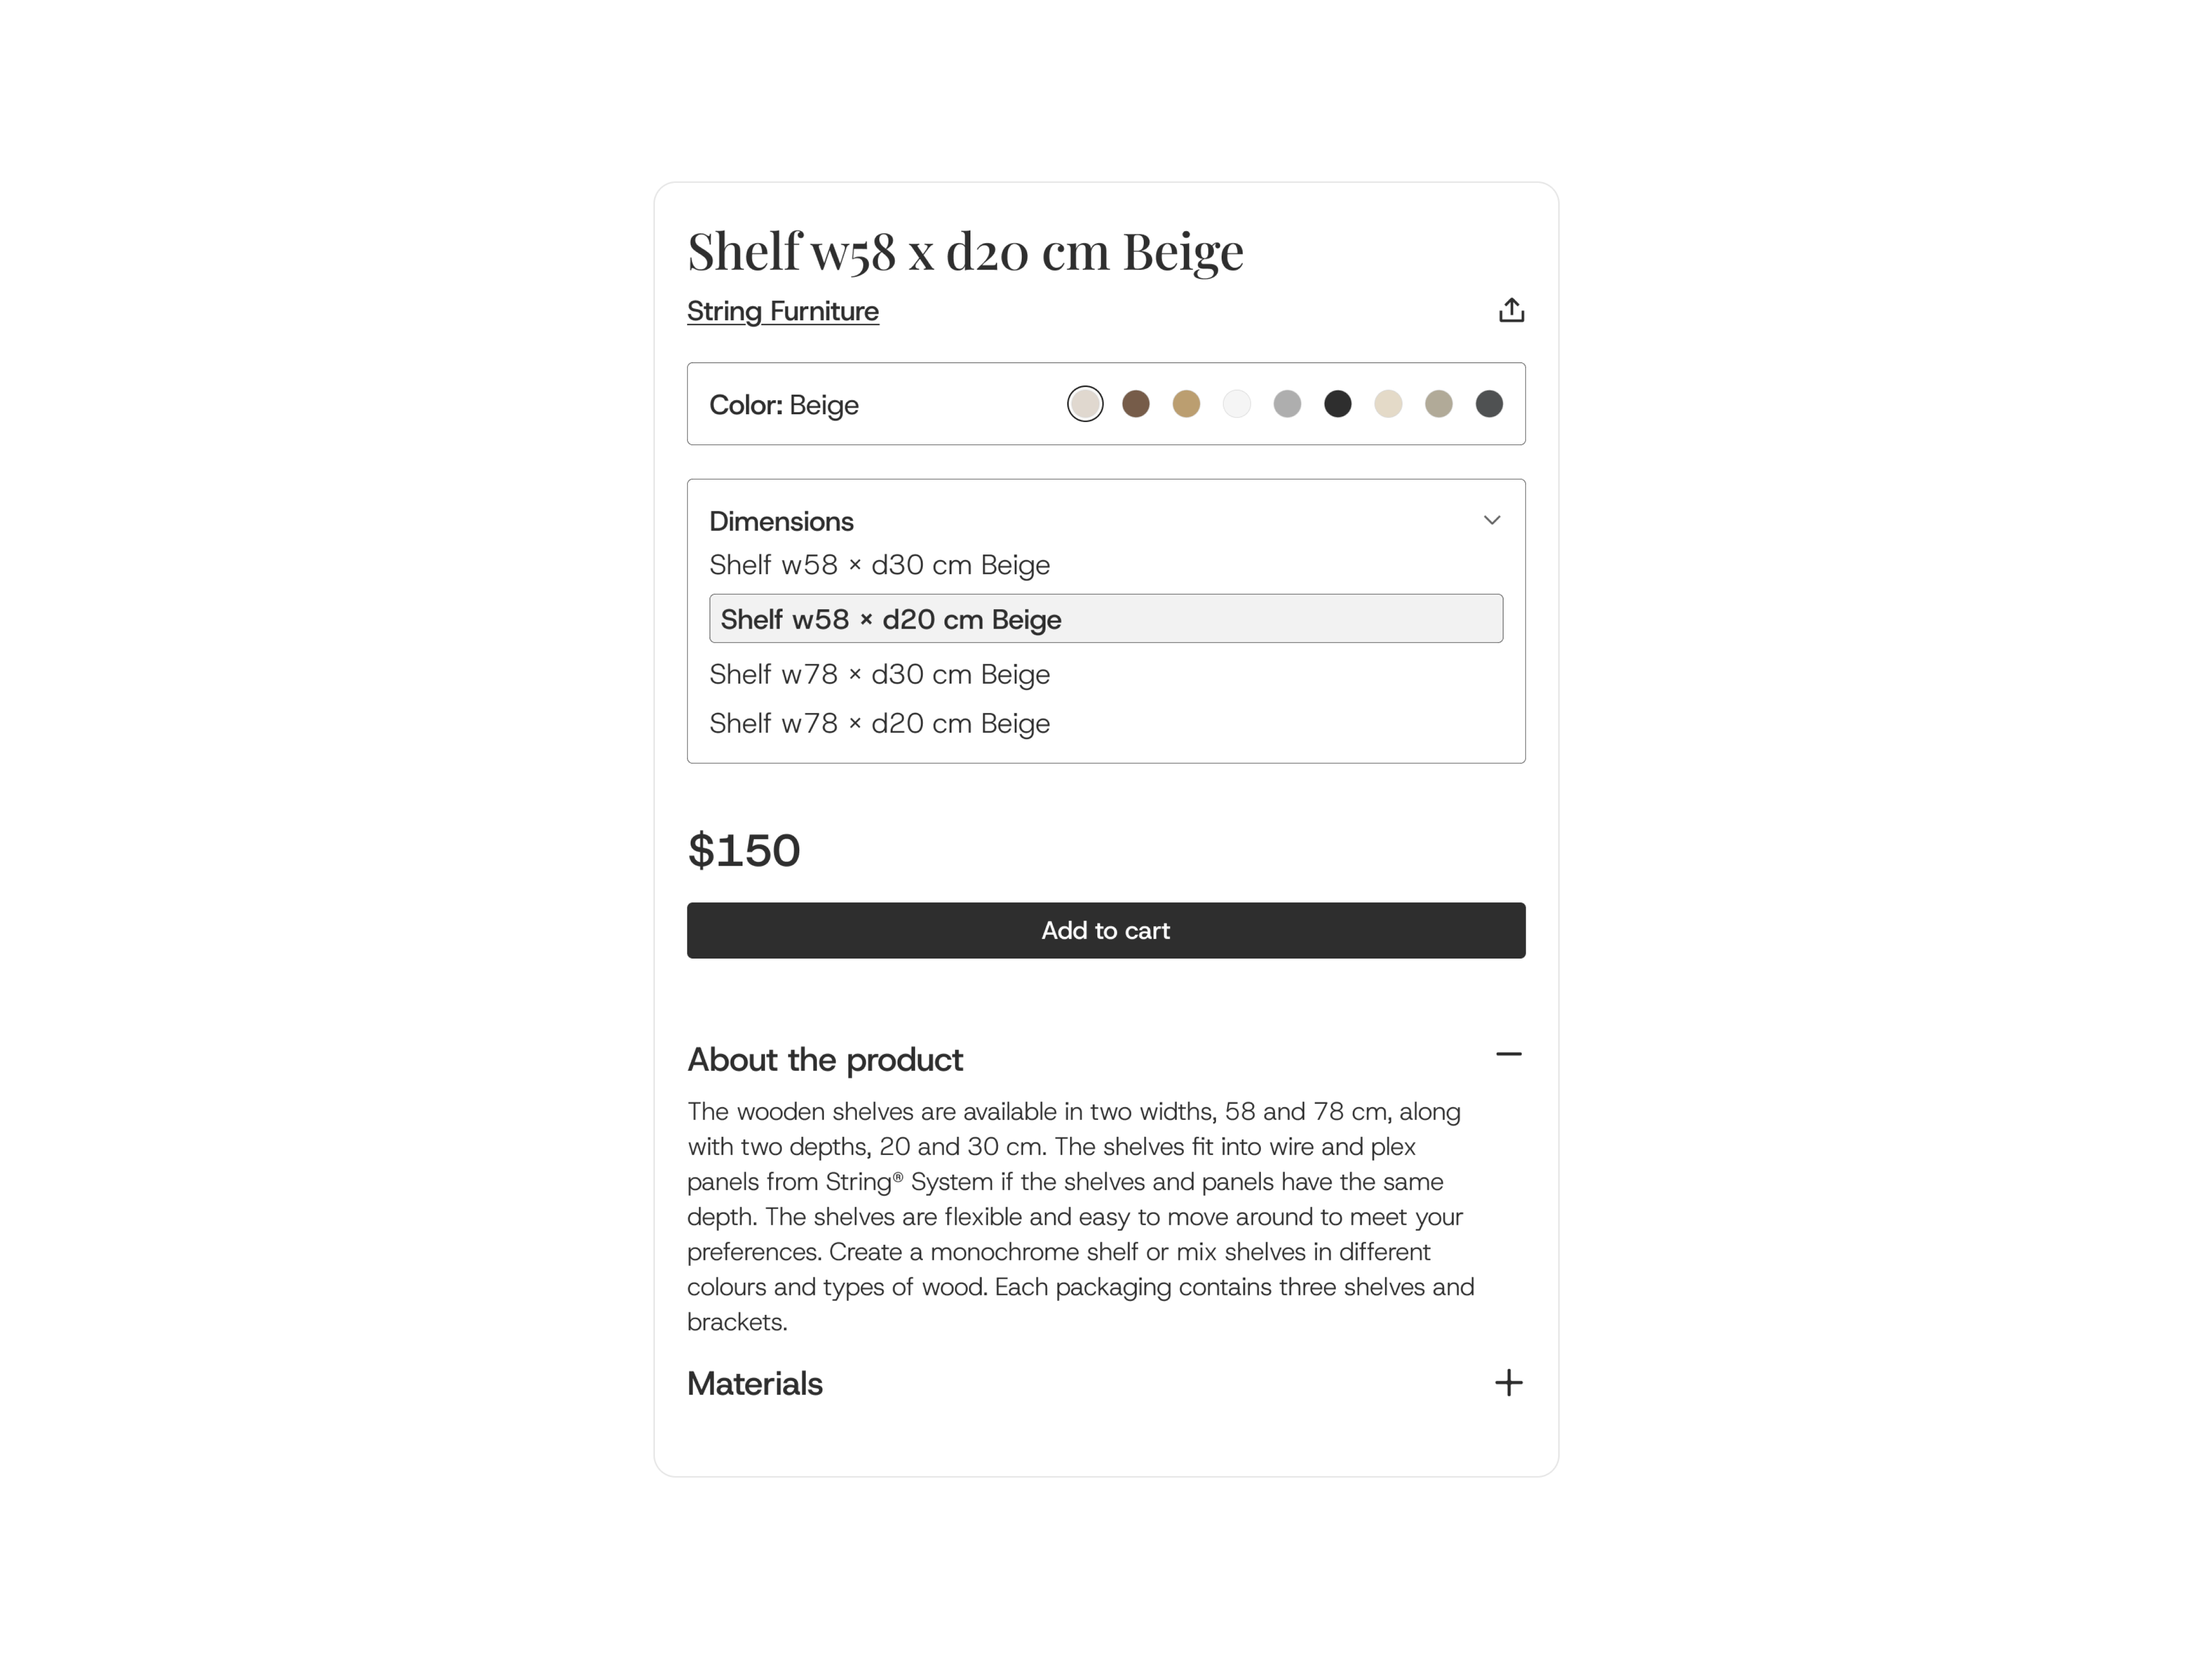 Shelf w58 x d20 cm Beige
String Furniture
Color: Beige
Dimensions
Shelf w58 × d30 cm Beige
Shelf w58 × d20 cm Beige
Shelf w78 × d30 cm Beige
Shelf w78 × d20 cm Beige
$150
Add to cart
About the product
The wooden shelves are available in two widths, 58 and 78 cm, along
with two depths, 20 and 30 cm. The shelves fit into wire and plex
panels from String® System if the shelves and panels have the same
depth. The shelves are flexible and easy to move around to meet your
preferences. Create a monochrome shelf or mix shelves in different
colours and types of wood. Each packaging contains three shelves and
brackets.
Materials